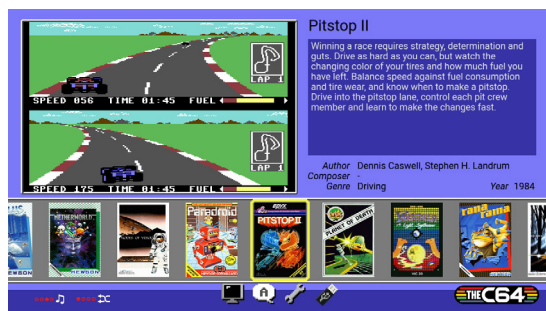 Pitstop II
Winning a race requires strategy, determination and
guts. Drive as hard as you can, but watch the
changing color of your tires and how much fuel you
have left. Balance speed against fuel consumption
and tire wear, and know when to make a pitstop.
Drive into the pitstop lane, control each pit crew
member and learn to make the changes fast.
LAP 1
SPEED 056 TIME 01:45 FUEL
LAP 1
SPEED 175 TIME 01:45 FUEL
Author Dennis Caswell, Stephen H. Landrum
Composer -
Genre Driving Year 1984
NETHERWORLD
HEWSON
Paradroid
EPYX
PITSTOP II
PLANET OF DEATH
rana
rama
THEC64